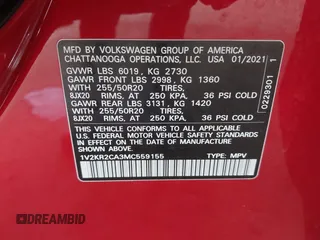 MFD BY VOLKSWAGEN GROUP OF AMERICA
CHATTANOOGA OPERATIONS, LLC. USA 01/2021
GVWR LBS 6019, KG 2730
GAWR FRONT LBS 2998, KG 1360
WITH 255/50R20 TIRES.
8JX20 RIMS, AT 250 KPA, 36 PSI COLD
GAWR REAR LBS 3131, KG 1420
WITH 255/50R20 TIRES.
8JX20 RIMS, AT 250 KPA, 36 PSI COLD
THIS VEHICLE CONFORMS TO ALL APPLICABLE
U.S. FEDERAL MOTOR VEHICLE SAFETY
STANDARDS IN EFFECT ON THE DATE OF
MANUFACTURE SHOWN ABOVE.
1V2KR2CA3MC559155 TYPE: MPV
1
0239301
DREAMBID